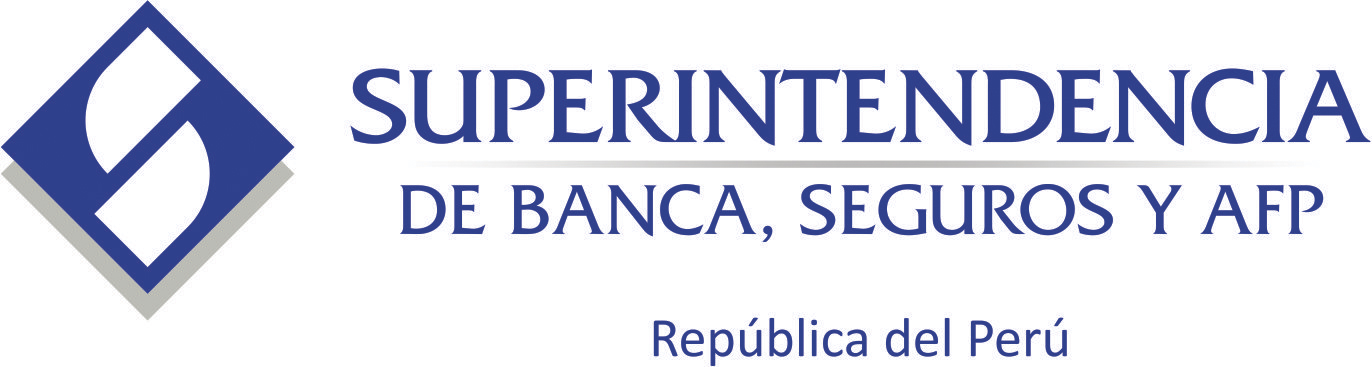 SUPERINTENDENCIA
DE BANCA, SEGUROS Y AFP
República del Perú